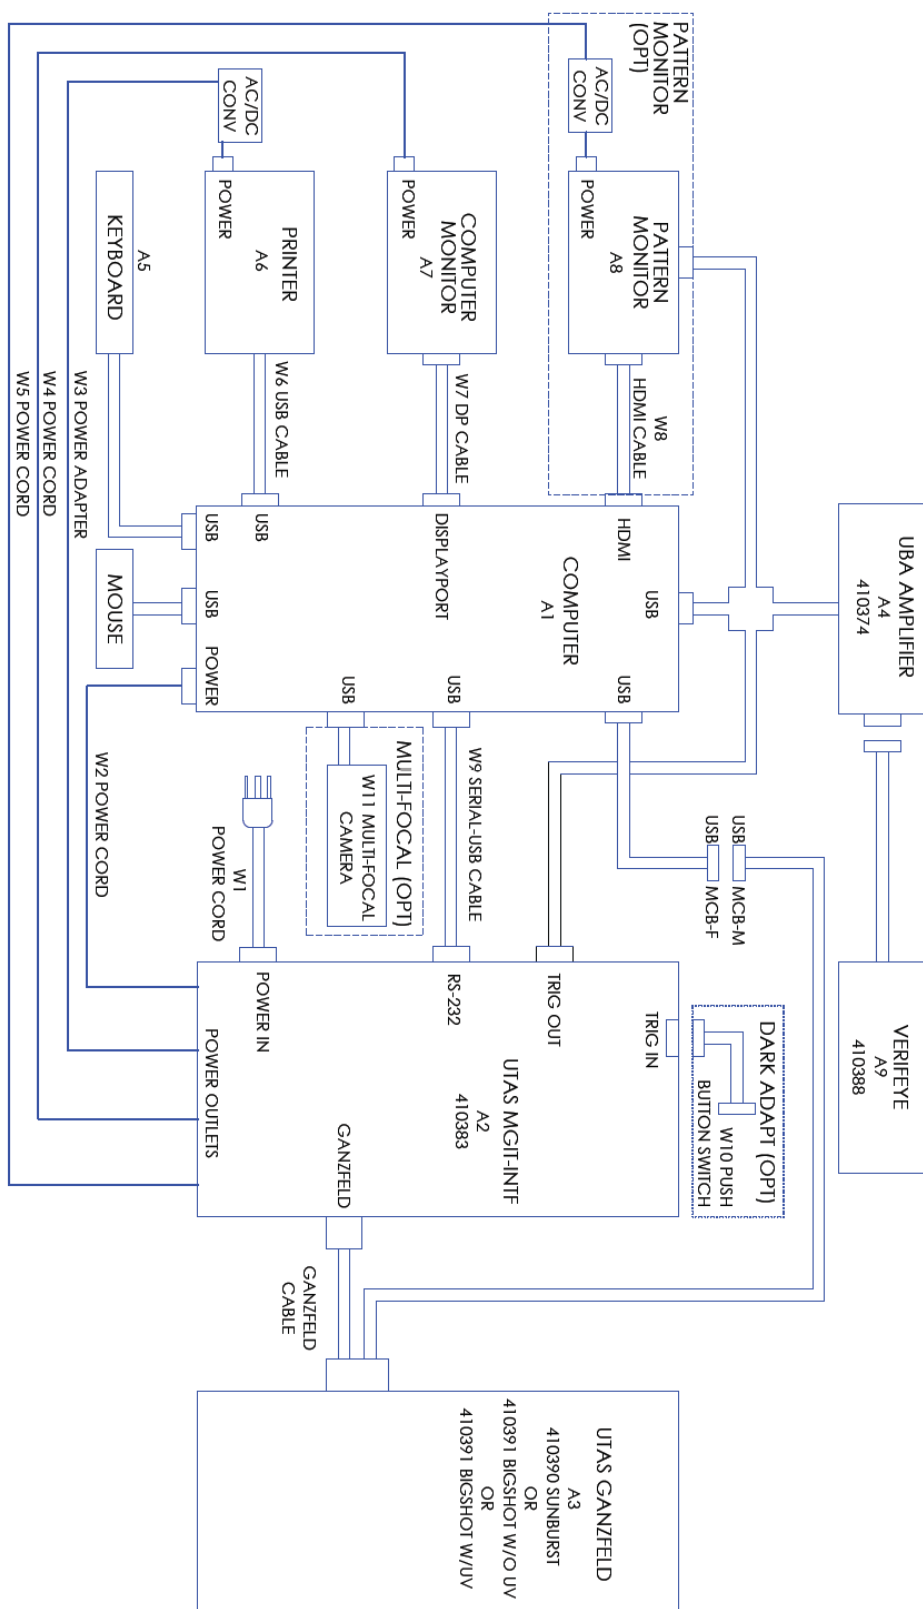 PATTERN
MONITOR
(OPT)
AC/DC
CONV
POWER
PATTERN
MONITOR
A8
W8
HDMI CABLE
POWER
COMPUTER
MONITOR
A7
W7 DP CABLE
AC/DC
CONV
POWER
PRINTER
A6
W6 USB CABLE
A5
KEYBOARD
W3 POWER ADAPTER
W4 POWER CORD
W5 POWER CORD
UBA AMPLIFIER
A4
410374
HDMI
USB
COMPUTER
A1
DISPLAYPORT
USB
USB
USB
POWER
USB
USB
USB
MOUSE
W2 POWER CORD
VERIFEYE
A9
410388
USB MCB-M
USB MCB-F
W9 SERIAL-USB CABLE
MULTI-FOCAL (OPT)
W11 MULTI-FOCAL
CAMERA
W1
POWER CORD
DARK ADAPT (OPT)
W10 PUSH
BUTTON SWITCH
TRIG IN
TRIG OUT
UTAS MGIT-INTF
A2
410383
RS-232
GANZFELD
POWER IN
POWER OUTLETS
GANZFELD
CABLE
UTAS GANZFELD
A3
410390 SUNBURST
OR
410391 BIGSHOT W/O UV
OR
410391 BIGSHOT W/UV